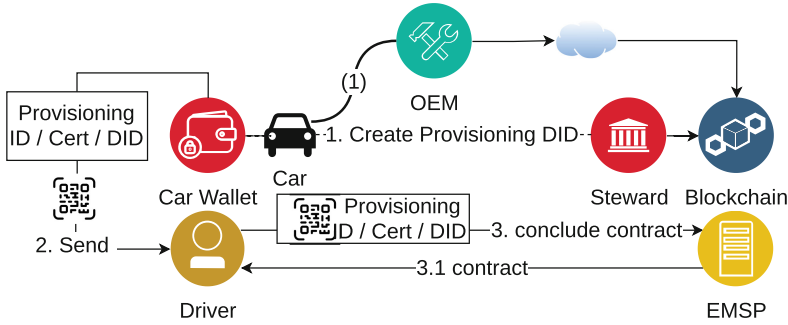 (1)
OEM
Provisioning
ID / Cert / DID
1. Create Provisioning DID
Car
Car Wallet
Steward
Blockchain
Provisioning
ID / Cert / DID
2. Send
3. conclude contract
3.1 contract
Driver
EMSP